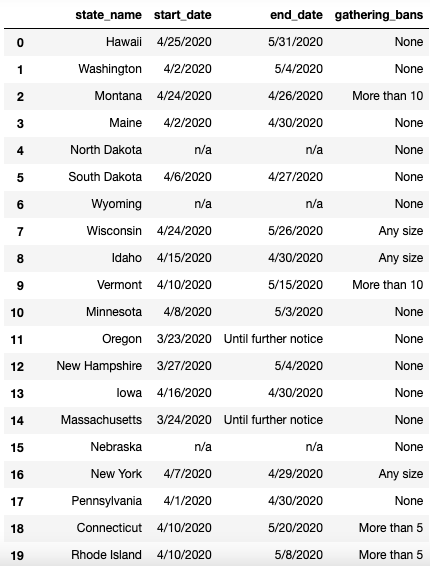 state_name start_date end_date gathering_bans
0 Hawaii 4/25/2020 5/31/2020 None
1 Washington 4/2/2020 5/4/2020 None
2 Montana 4/24/2020 4/26/2020 More than 10
3 Maine 4/2/2020 4/30/2020 None
4 North Dakota n/a n/a None
5 South Dakota 4/6/2020 4/27/2020 None
6 Wyoming n/a n/a None
7 Wisconsin 4/24/2020 5/26/2020 Any size
8 Idaho 4/15/2020 4/30/2020 Any size
9 Vermont 4/10/2020 5/15/2020 More than 10
10 Minnesota 4/8/2020 5/3/2020 None
11 Oregon 3/23/2020 Until further notice None
12 New Hampshire 3/27/2020 5/4/2020 None
13 Iowa 4/16/2020 4/30/2020 None
14 Massachusetts 3/24/2020 Until further notice None
15 Nebraska n/a n/a None
16 New York 4/7/2020 4/29/2020 Any size
17 Pennsylvania 4/1/2020 4/30/2020 None
18 Connecticut 4/10/2020 5/20/2020 More than 5
19 Rhode Island 4/10/2020 5/8/2020 More than 5